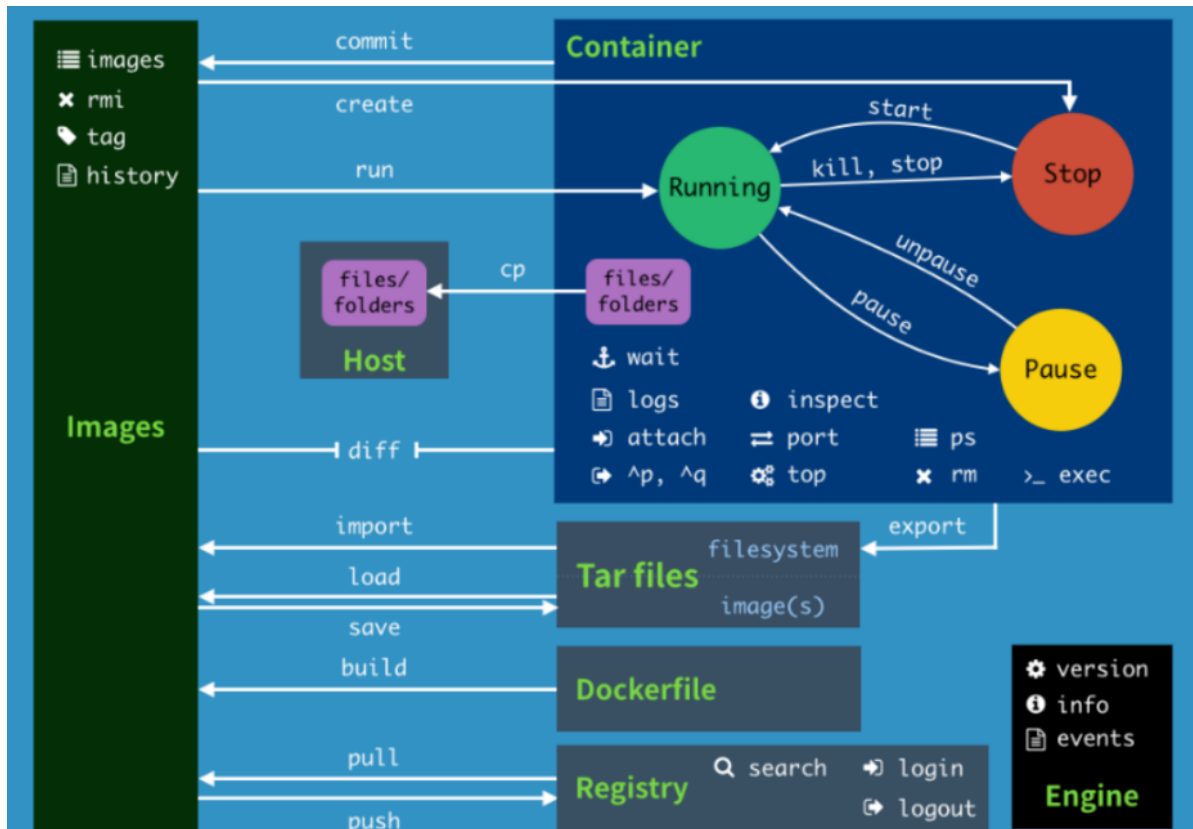 images
rmi
tag
history
Images
commit
create
run
Container
start
kill, stop
Running
Stop
unpause
pause
Pause
files/
folders
Host
cp
files/
folders
wait
logs
inspect
attach
port
ps
^p, ^q
top
rm
>_ exec
diff
import
export
filesystem
Tar files
load
image(s)
save
build
Dockerfile
version
info
events
Engine
pull
search
login
Registry
logout
push